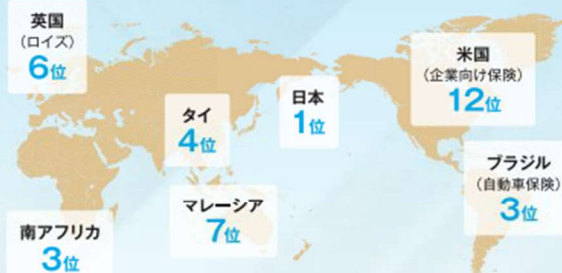 英国
(ロイズ)
6位
タイ
4位
日本
1位
米国
(企業向け保険)
12位
ブラジル
(自動車保険)
3位
マレーシア
7位
南アフリカ
3位